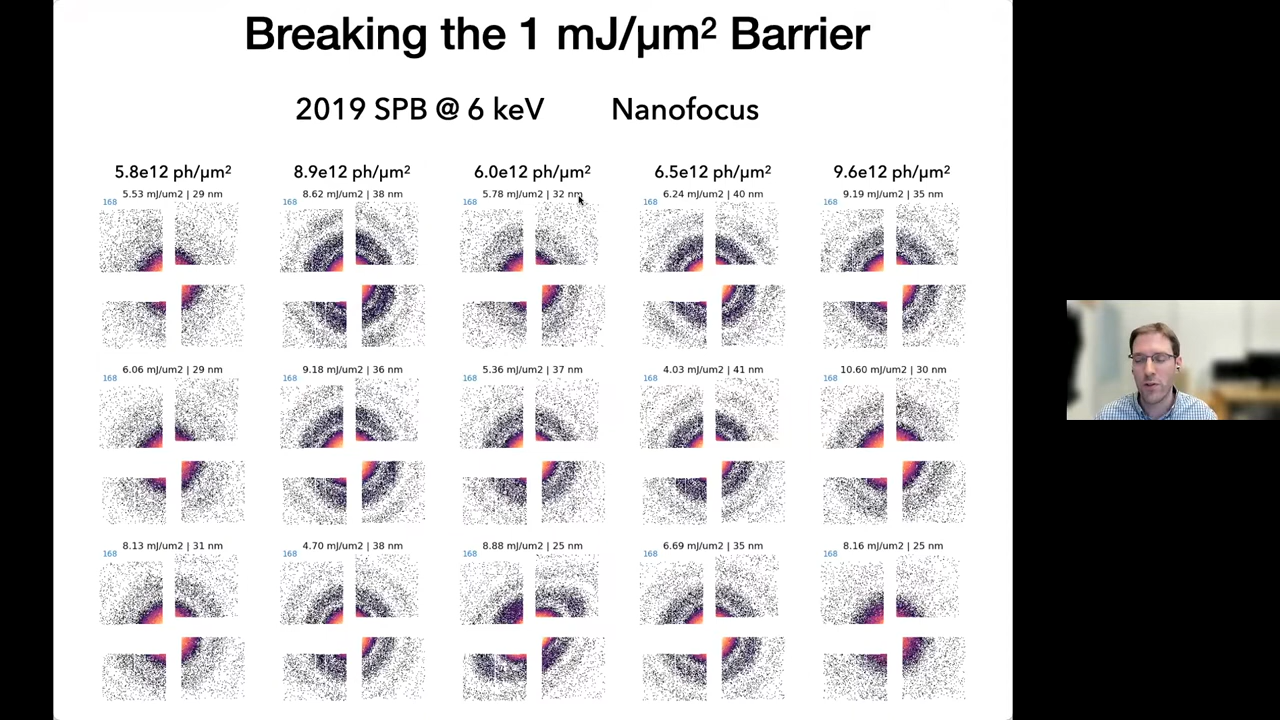 Breaking the 1 mJ/μm² Barrier
2019 SPB @ 6 keV Nanofocus
5.8e12 ph/μm² 8.9e12 ph/μm² 6.0e12 ph/μm² 6.5e12 ph/μm² 9.6e12 ph/μm²
5.53 mJ/um2 | 29 nm 8.62 mJ/um2 | 38 nm 5.78 mJ/um2 | 32 nm 6.24 mJ/um2 | 40 nm 9.19 mJ/um2 | 35 nm
168 168 168 168 168
6.06 mJ/um2 | 29 nm 9.18 mJ/um2 | 36 nm 5.36 mJ/um2 | 37 nm 4.03 mJ/um2 | 41 nm 10.60 mJ/um2 | 30 nm
168 168 168 168 168
8.13 mJ/um2 | 31 nm 4.70 mJ/um2 | 38 nm 8.88 mJ/um2 | 25 nm 6.69 mJ/um2 | 35 nm 8.16 mJ/um2 | 25 nm
168 168 168 168 168